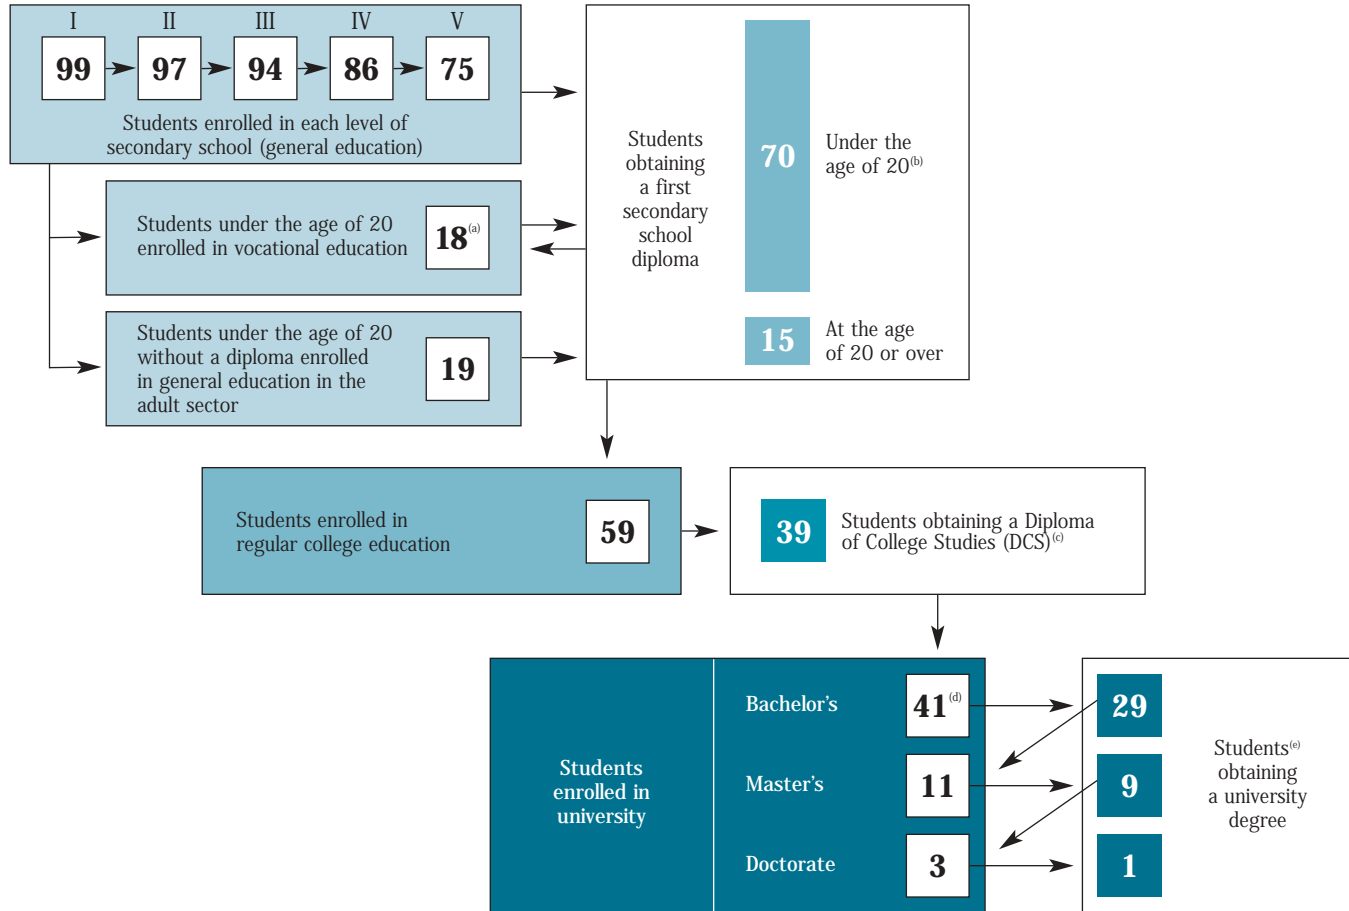 I II III IV V
99 97 94 86 75
Students enrolled in each level of
secondary school (general education)
Students under the age of 20
enrolled in vocational education
18(a)
Students under the age of 20
without a diploma enrolled
in general education in the
adult sector
19
Students
obtaining
a first
secondary
school
diploma
70
Under the
age of 20(b)
15
At the age
of 20 or over
Students enrolled in
regular college education
59
39
Students obtaining a Diploma
of College Studies (DCS)(c)
Students
enrolled in
university
Bachelor's
41(d)
Master's
11
Doctorate
3
29
9
1
Students(e)
obtaining
a university
degree